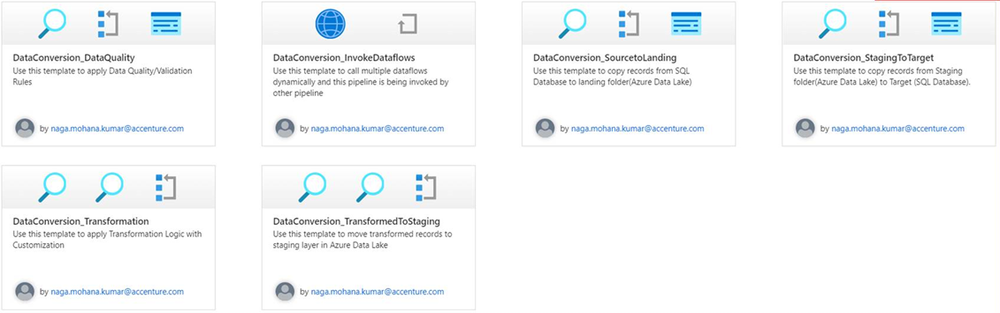 DataConversion_DataQuality
Use this template to apply Data Quality/Validation
Rules
by naga.mohana.kumar@accenture.com
DataConversion_InvokeDataflows
Use this template to call multiple dataflows
dynamically and this pipeline is being invoked by
other pipeline
by naga.mohana.kumar@accenture.com
DataConversion_SourcetoLanding
Use this template to copy records from SQL
Database to landing folder(Azure Data Lake)
by naga.mohana.kumar@accenture.com
DataConversion_StagingToTarget
Use this template to copy records from Staging
folder(Azure Data Lake) to Target (SQL Database).
by naga.mohana.kumar@accenture.com
DataConversion_Transformation
Use this template to apply Transformation Logic with
Customization
by naga.mohana.kumar@accenture.com
DataConversion_TransformedToStaging
Use this template to move transformed records to
staging layer in Azure Data Lake
by naga.mohana.kumar@accenture.com